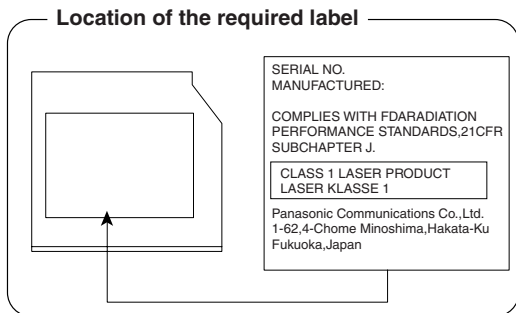 Location of the required label
SERIAL NO.
MANUFACTURED:
COMPLIES WITH FDARADIATION
PERFORMANCE STANDARDS,21CFR
SUBCHAPTER J.
CLASS 1 LASER PRODUCT
LASER KLASSE 1
Panasonic Communications Co.,Ltd.
1-62,4-Chome Minoshima,Hakata-Ku
Fukuoka,Japan